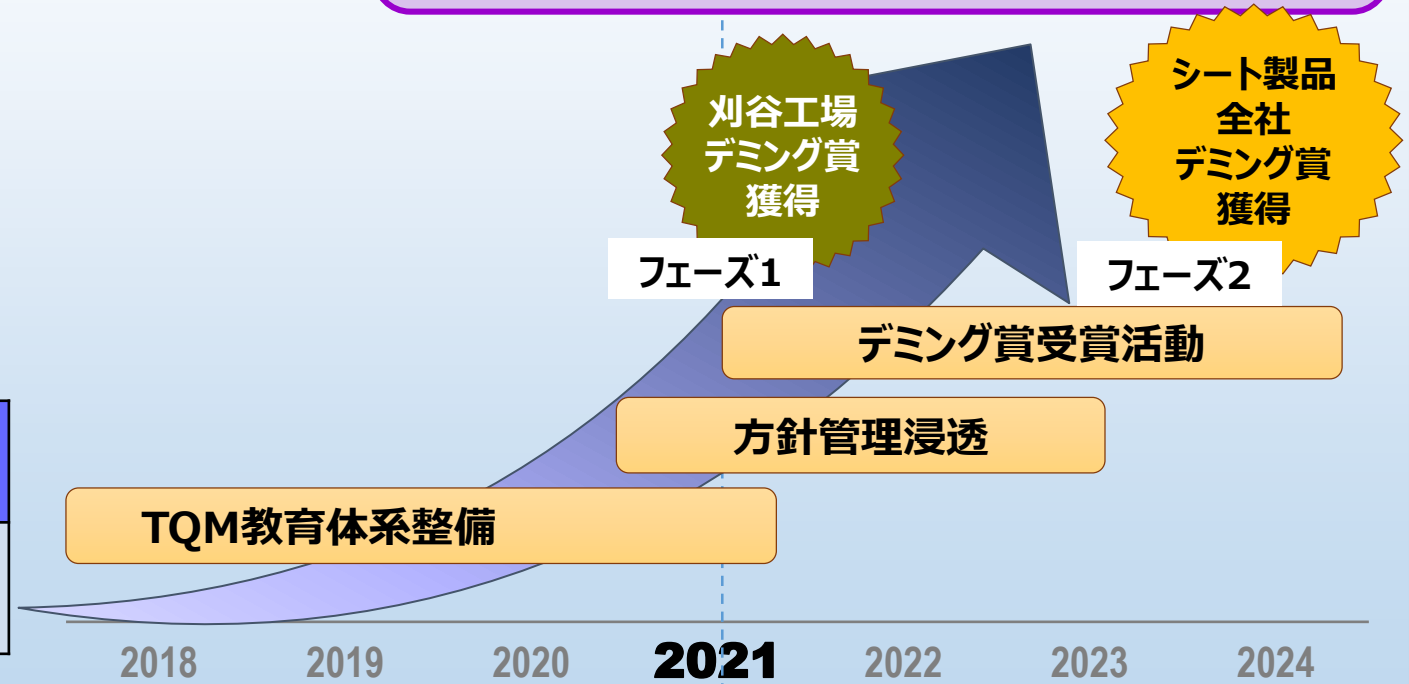 刈谷工場
デミング賞
獲得
シート製品
全社
デミング賞
獲得
フェーズ1
フェーズ2
デミング賞受賞活動
方針管理浸透
TQM教育体系整備
2018 2019 2020 2021 2022 2023 2024